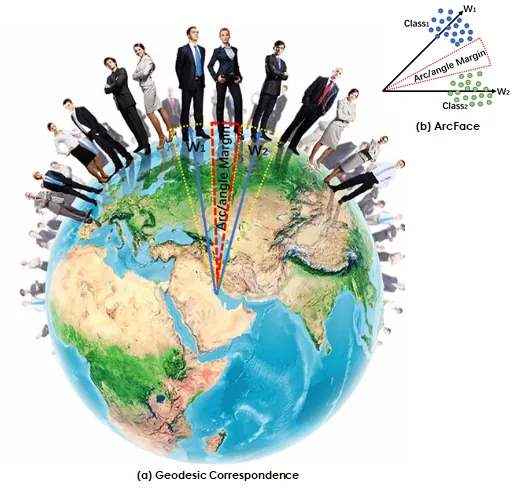 W₁
Class₁
Arc/angle Margin
W₂
Class₂
(b) ArcFace
W₁
Arc/angle Margin
W₂
(a) Geodesic Correspondence